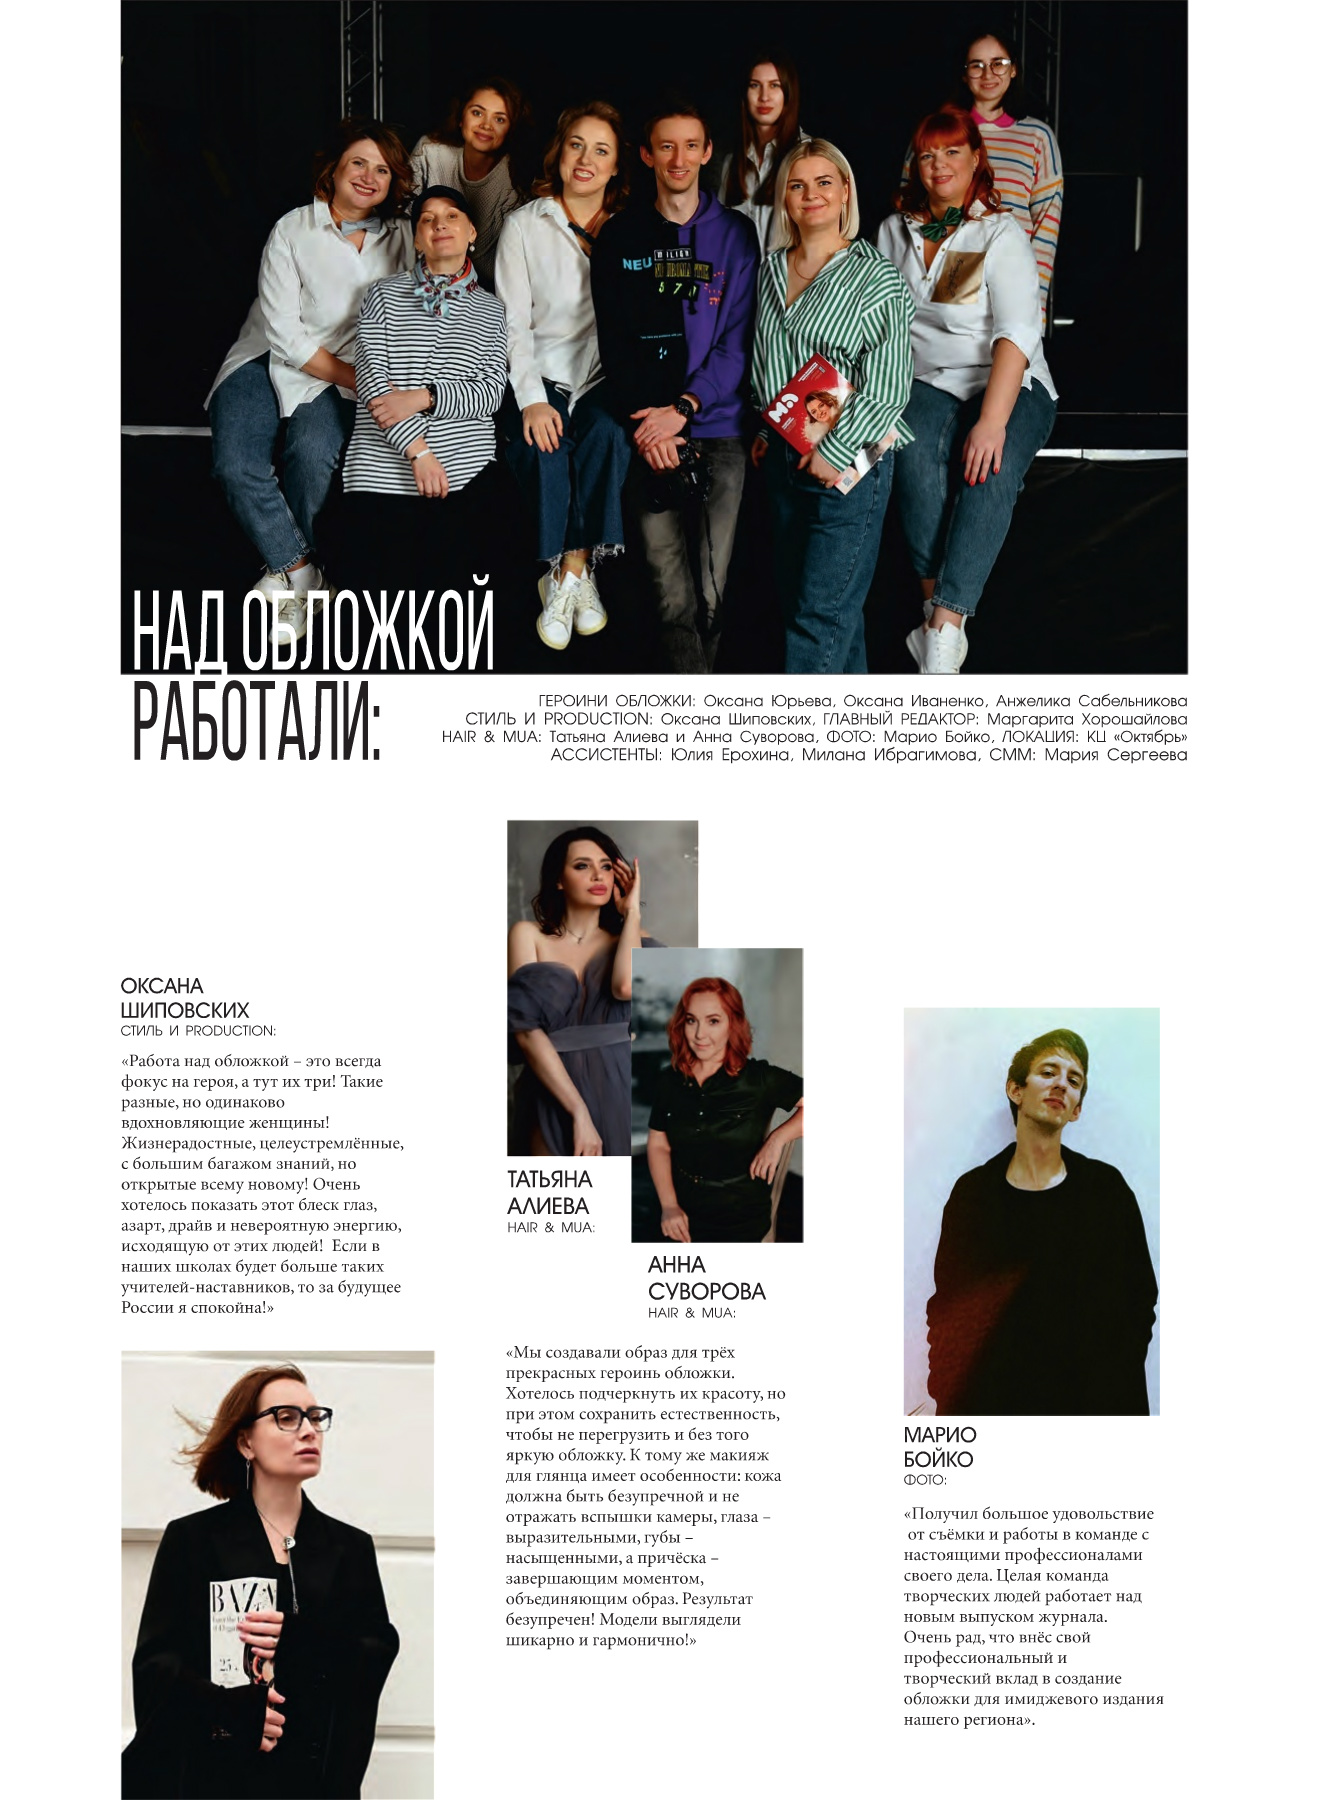 NEU
5 7
МЛ
НАД ОБЛОЖКОЙ
РАБОТАЛИ:
ГЕРОИНИ ОБЛОЖКИ: Оксана Юрьева, Оксана Иваненко, Анжелика Сабельникова
СТИЛЬ И PRODUCTION: Оксана Шиповских, ГЛАВНЫЙ РЕДАКТОР: Маргарита Хорошайлова
HAIR & MUA: Татьяна Алиева и Анна Суворова, ФОТО: Марио Бойко, ЛОКАЦИЯ: КЦ «Октябрь»
АССИСТЕНТЫ: Юлия Ерохина, Милана Ибрагимова, СММ: Мария Сергеева
ОКСАНА
ШИПОВСКИХ
СТИЛЬ И PRODUCTION:
«Работа над обложкой – это всегда
фокус на героя, а тут их три! Такие
разные, но одинаково
вдохновляющие женщины!
Жизнерадостные, целеустремлённые,
с большим багажом знаний, но
открытые всему новому! Очень
хотелось показать этот блеск глаз,
азарт, драйв и невероятную энергию,
исходящую от этих людей! Если в
наших школах будет больше таких
учителей-наставников, то за будущее
России я спокойна!»
BAZA
25
ТАТЬЯНА
АЛИЕВА
HAIR & MUA:
АННА
СУВОРОВА
HAIR & MUA:
«Мы создавали образ для трёх
прекрасных героинь обложки.
Хотелось подчеркнуть их красоту, но
при этом сохранить естественность,
чтобы не перегрузить и без того
яркую обложку. К тому же макияж
для глянца имеет особенности: кожа
должна быть безупречной и не
отражать вспышки камеры, глаза –
выразительными, губы –
насыщенными, а причёска –
завершающим моментом,
объединяющим образ. Результат
безупречен! Модели выглядели
шикарно и гармонично!»
МАРИО
БОЙКО
ФОТО:
«Получил большое удовольствие
от съёмки и работы в команде с
настоящими профессионалами
своего дела. Целая команда
творческих людей работает над
новым выпуском журнала.
Очень рад, что внёс свой
профессиональный и
творческий вклад в создание
обложки для имиджевого издания
нашего региона».